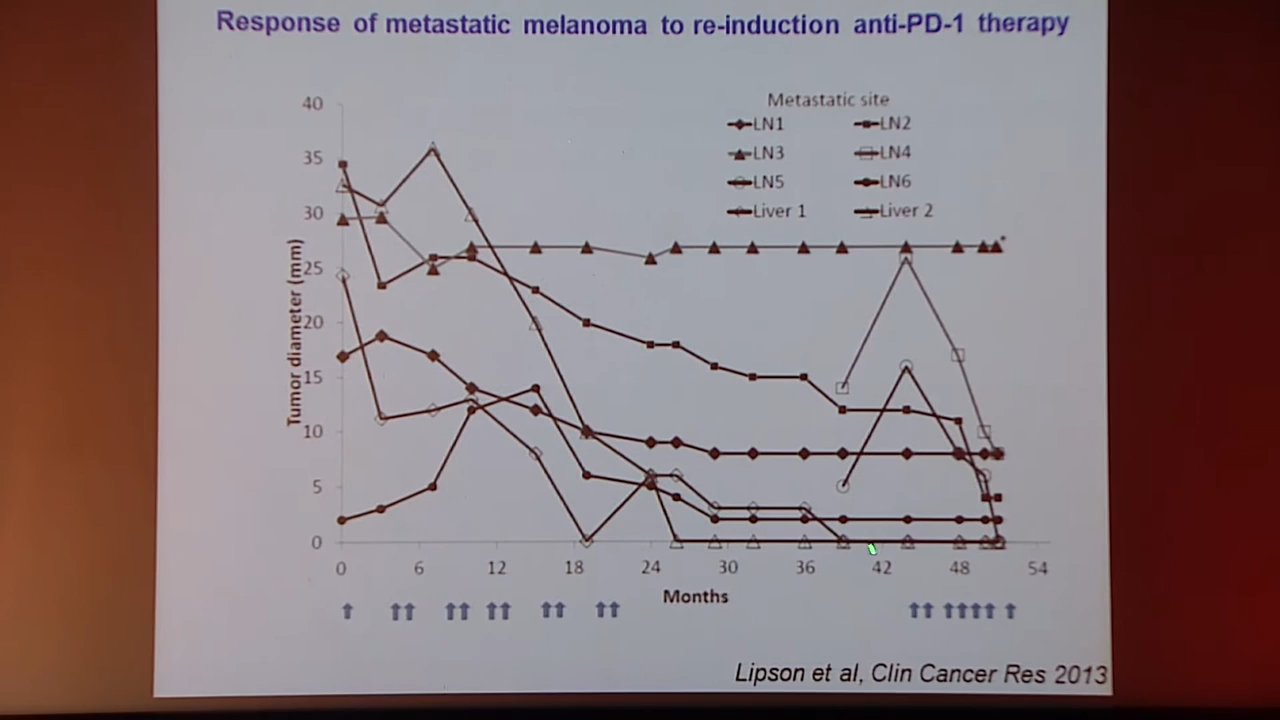 Response of metastatic melanoma to re-induction anti-PD-1 therapy
Metastatic site
LN1 LN2
LN3 LN4
LN5 LN6
Liver 1 Liver 2
Tumor diameter (mm)
40
35
30
25
20
15
10
5
0
0 6 12 18 24 30 36 42 48 54
*
Months
Lipson et al, Clin Cancer Res 2013